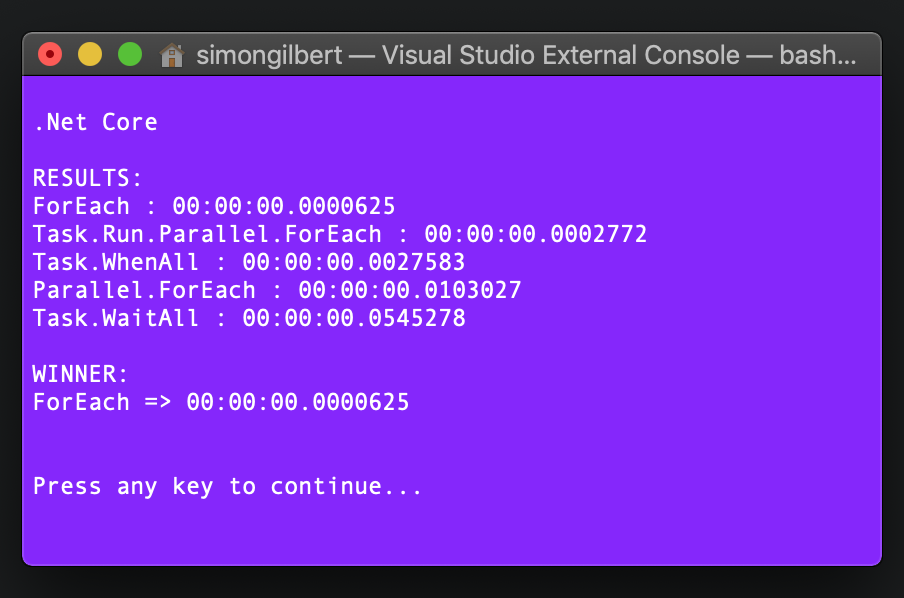 simongilbert — Visual Studio External Console — bash...
.Net Core
RESULTS:
ForEach : 00:00:00.0000625
Task.Run.Parallel.ForEach : 00:00:00.0002772
Task.WhenAll : 00:00:00.0027583
Parallel.ForEach : 00:00:00.0103027
Task.WaitAll : 00:00:00.0545278
WINNER:
ForEach => 00:00:00.0000625
Press any key to continue...